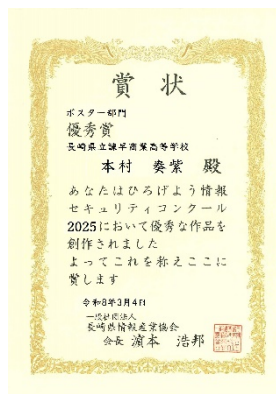 賞状
ポスター部門
優秀賞
長崎県立諫早商業高等学校
本村 奏紫 殿
あなたはひろげよう情報
セキュリティコンクール
2025において優秀な作品を
創作されました
よってこれを称えここに
賞します
令和8年3月4日
一般社団法人
長崎県情報産業協会
会長 濵本 浩邦